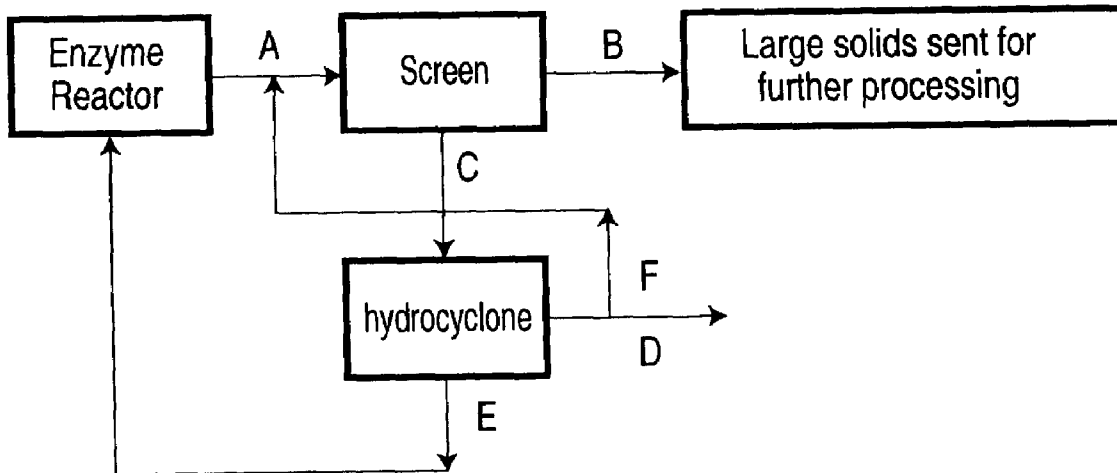 Enzyme
Reactor
A
Screen
B
Large solids sent for
further processing
C
hydrocyclone
F
D
E